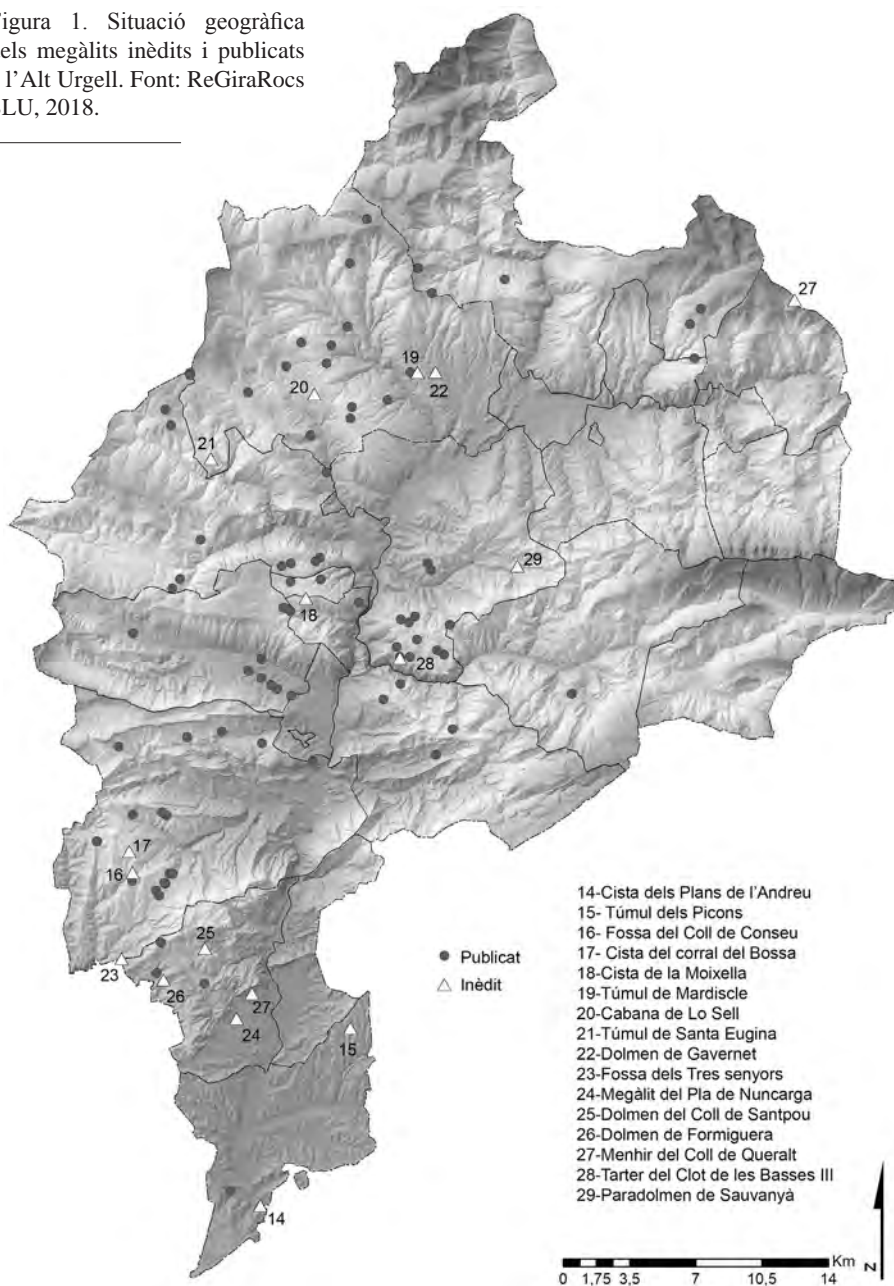 Figura 1. Situació geogràfica
els megàlits inèdits i publicats
l'Alt Urgell. Font: ReGiraRocs
SLU, 2018.
27
19
22
20
21
29
18
28
17
16
25
23
26
27
24
15
14
Publicat
Inèdit
14-Cista dels Plans de l'Andreu
15- Túmul dels Picons
16- Fossa del Coll de Conseu
17- Cista del corral del Bossa
18-Cista de la Moixella
19-Túmul de Mardiscle
20-Cabana de Lo Sell
21-Túmul de Santa Eugina
22-Dolmen de Gavernet
23-Fossa dels Tres senyors
24-Megàlit del Pla de Nuncarga
25-Dolmen del Coll de Santpou
26-Dolmen de Formiguera
27-Menhir del Coll de Queralt
28-Tarter del Clot de les Basses III
29-Paradolmen de Sauvanyà
Km
0 1,75 3,5 7 10,5 14
N